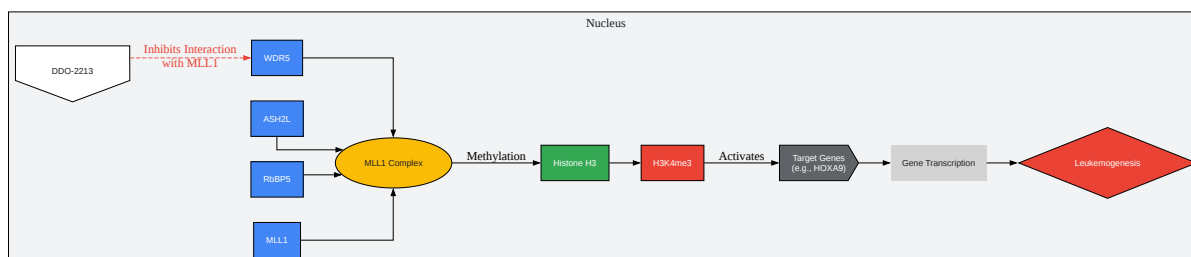 Nucleus
DDO-2213
Inhibits Interaction
with MLL1
WDR5
ASH2L
RbBP5
MLL1
MLL1 Complex
Methylation
Histone H3
H3K4me3
Activates
Target Genes
(e.g., HOXA9)
Gene Transcription
Leukemogenesis